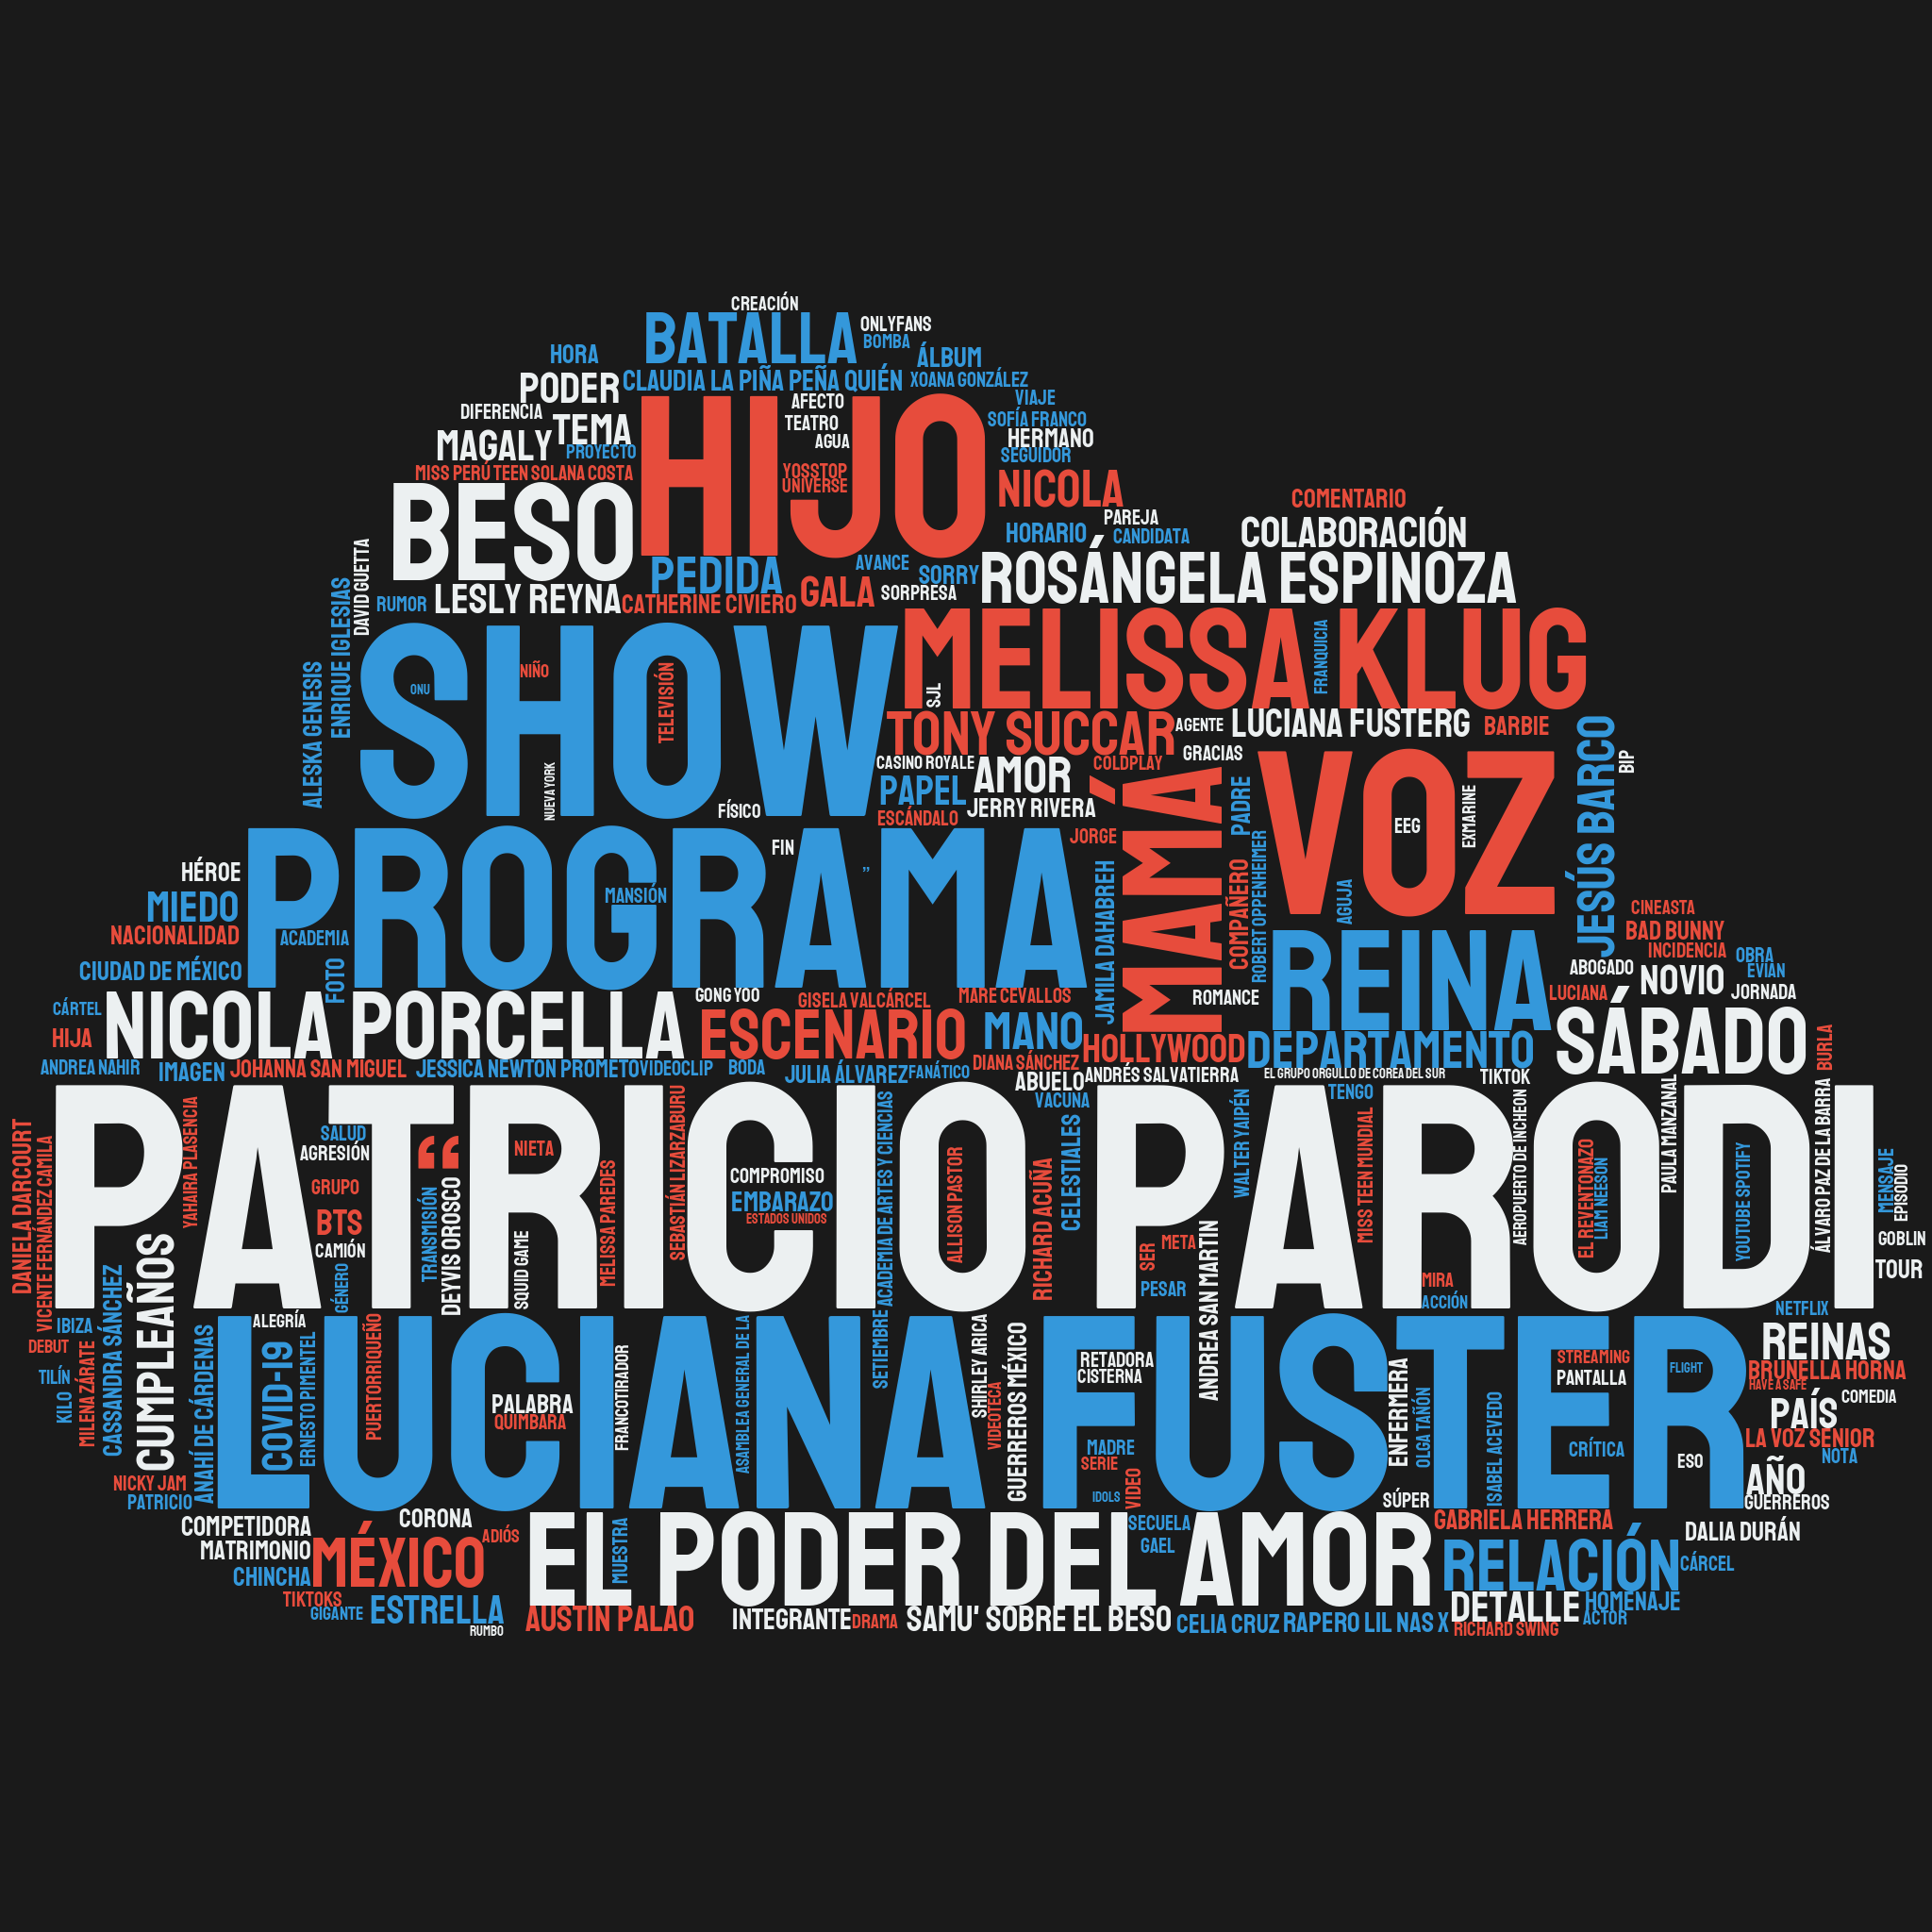 CREACIÓN
BATALLA
ONLYFANS
BOMBA
HORA
ÁLBUM
PODER
CLAUDIA LA PIÑA PEÑA QUIÉN
XOANA GONZÁLEZ
VIAJE
DIFERENCIA
TEMA
HIJO
AFECTO
TEATRO
AGUA
SOFÍA FRANCO
HERMANO
MAGALY
PROYECTO
SEGUIDOR
MISS PERÚ TEEN SOLANA COSTA
YOSSTOP
UNIVERSE
NICOLA
COMENTARIO
BESO
PAREJA
HORARIO
CANDIDATA
COLABORACIÓN
DAVID GUETTA
PEDIDA
AVANCE
SORRY
ROSÁNGELA ESPINOZA
ENRIQUE IGLESIAS
RUMOR
LESLY REYNA
CATHERINE CIVIERO
GALA
SORPRESA
SHOW
MELISSA KLUG
FRANQUICIA
ALESKA GENESIS
ONU
NIÑO
TELEVISIÓN
SJL
NUEVA YORK
TONY SUCCAR
AGENTE
LUCIANA FUSTERG
BARBIE
JESÚS BARCO
BIP
CASINO ROYALE
AMOR
COLDPLAY
GRACIAS
PAPEL
JERRY RIVERA
MAMÁ
PADRE
VOZ
EEG
EXMARINE
FÍSICO
ESCÁNDALO
JORGE
PROGRAMA
FIN
”
MANSIÓN
HÉROE
MIEDO
NACIONALIDAD
ACADEMIA
JAMILA DAHABREH
COMPAÑERO
ROBERT OPPENHEIMER
AGUJA
CINEASTA
BAD BUNNY
INCIDENCIA
OBRA
EVIAN
CIUDAD DE MÉXICO
FOTO
REINA
ABOGADO
NOVIO
JORNADA
LUCIANA
CÁRTEL
NICOLA PORCELLA
GONG YOO
GISELA VALCÁRCEL
MARE CEVALLOS
ROMANCE
HIJA
ESCENARIO
MANO
HOLLYWOOD
DEPARTAMENTO
SÁBADO
BURLA
ANDREA NAHIR
IMAGEN
JOHANNA SAN MIGUEL
JESSICA NEWTON PROMETO
VIDEOCLIP
BODA
JULIA ÁLVAREZ
FANÁTICO
DIANA SÁNCHEZ
ABUELO
ANDRÉS SALVATIERRA
EL GRUPO ORGULLO DE COREA DEL SUR
TIKTOK
VACUNA
TENGO
PATRICIO PARODI
DANIELA DARCOURT
VICENTE FERNÁNDEZ CAMILA
YAHAIRA PLASENCIA
SALUD
AGRESIÓN
“
GRUPO
BTS
CAMIÓN
GÉNERO
TRANSMISIÓN
DEYVIS OROSCO
NIETA
SQUID GAME
MELISSA PAREDES
SEBASTIÁN LIZARZABURU
COMPROMISO
EMBARAZO
ESTADOS UNIDOS
ACADEMIA DE ARTES Y CIENCIAS
ALLISON PASTOR
RICHARD ACUÑA
CELESTIALES
SER
META
PESAR
WALTER YAIPÉN
ANDREA SAN MARTIN
MISS TEEN MUNDIAL
MIRA
ACCIÓN
AEROPUERTO DE INCHEON
EL REVENTONAZO
LIAM NEESON
PAULA MANZANAL
YOUTUBE SPOTIFY
ÁLVARO PAZ DE LA BARRA
MENSAJE
EPISODIO
GOBLIN
TOUR
CUMPLEAÑOS
LUCIANA FUSTER
IBIZA
DEBUT
TILÍN
KILO
MILENA ZÁRATE
CASSANDRA SÁNCHEZ
ANAHÍ DE CÁRDENAS
ALEGRÍA
COVID-19
ERNESTO PIMENTEL
PUERTORRIQUEÑO
PALABRA
QUIMBARA
FRANCOTIRADOR
ASAMBLEA GENERAL DE LA
SETIEMBRE
SHIRLEY ARICA
VIDEOTECA
GUERREROS MÉXICO
RETADORA
CISTERNA
MADRE
SERIE
IDOLS
VIDEO
ENFERMERA
OLGA TAÑÓN
ISABEL ACEVEDO
STREAMING
PANTALLA
CRÍTICA
FLIGHT
ESO
NETFLIX
REINAS
BRUNELLA HORNA
HAVE A SAFE
COMEDIA
PAÍS
LA VOZ SENIOR
NOTA
AÑO
GUERREROS
NICKY JAM
PATRICIO
SÚPER
COMPETIDORA
CORONA
ADIÓS
MATRIMONIO
MÉXICO
CHINCHA
EL PODER DEL AMOR
MUESTRA
SECUELA
GAEL
GABRIELA HERRERA
DALIA DURÁN
RELACIÓN
CÁRCEL
TIKTOKS
GIGANTE
ESTRELLA
RUMBO
AUSTIN PALAO
INTEGRANTE
DRAMA
SAMU' SOBRE EL BESO
CELIA CRUZ
RAPERO LIL NAS X
DETALLE
HOMENAJE
ACTOR
RICHARD SWING